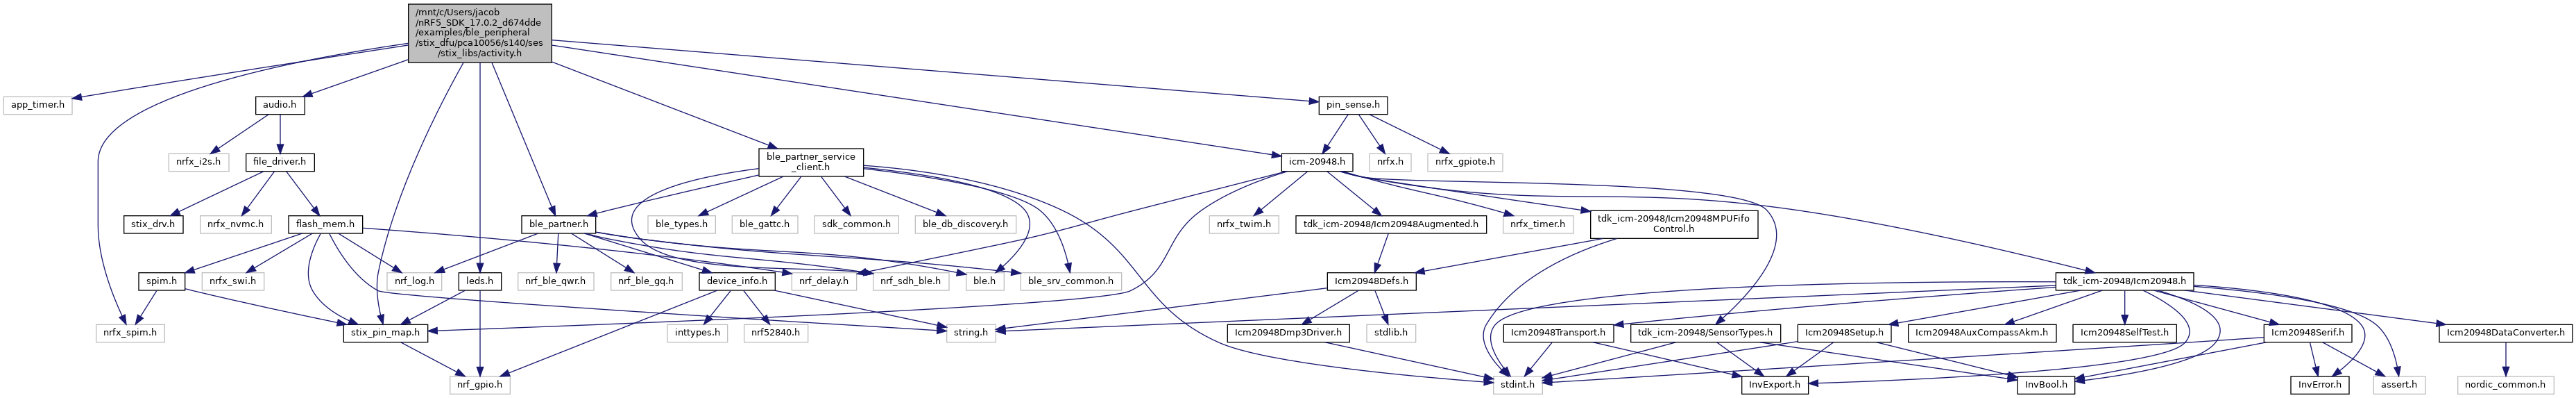 /mnt/c/Users/jacob
/nRF5_SDK_17.0.2_d674dde
/examples/ble_peripheral
/stix_dfu/pca10056/s140/ses
/stix_libs/activity.h
app_timer.h
audio.h
pin_sense.h
nrfx_i2s.h
file_driver.h
ble_partner_service
_client.h
icm-20948.h
nrfx.h
nrfx_gpiote.h
stix_drv.h
nrfx_nvmc.h
flash_mem.h
ble_partner.h
ble_types.h
ble_gattc.h
sdk_common.h
ble_db_discovery.h
nrfx_twim.h
tdk_icm-20948/Icm20948Augmented.h
nrfx_timer.h
tdk_icm-20948/Icm20948MPUFifo
Control.h
spim.h
nrfx_swi.h
nrf_log.h
leds.h
nrf_ble_qwr.h
nrf_ble_gq.h
device_info.h
nrf_delay.h
nrf_sdh_ble.h
ble.h
ble_srv_common.h
Icm20948Defs.h
tdk_icm-20948/Icm20948.h
nrfx_spim.h
stix_pin_map.h
inttypes.h
nrf52840.h
string.h
Icm20948Dmp3Driver.h
stdlib.h
Icm20948Transport.h
tdk_icm-20948/SensorTypes.h
Icm20948Setup.h
Icm20948AuxCompassAkm.h
Icm20948SelfTest.h
Icm20948Serif.h
Icm20948DataConverter.h
nrf_gpio.h
stdint.h
InvExport.h
InvBool.h
InvError.h
assert.h
nordic_common.h